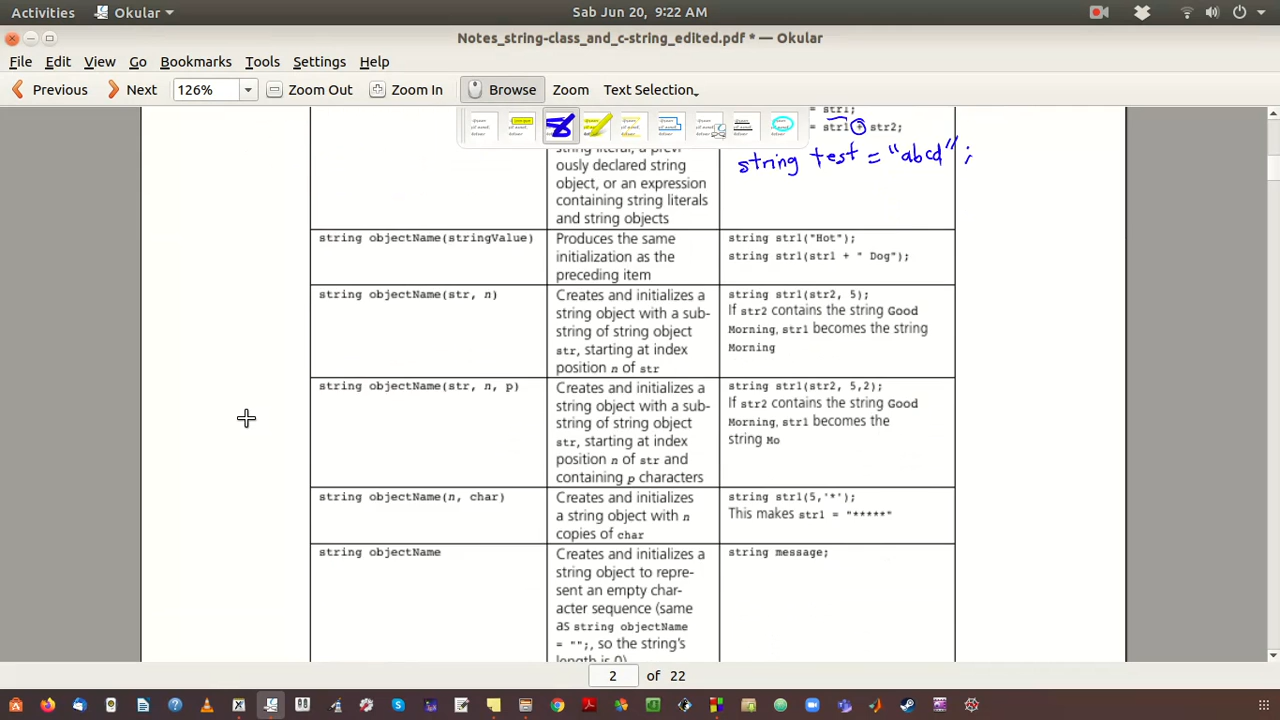 Activities
Okular
Sab Jun 20, 9:22 AM
Notes_string-class_and_c-string_edited.pdf * — Okular
File Edit View Go Bookmarks Tools Settings Help
Previous Next 126% Zoom Out Zoom In Browse Zoom Text Selection
= str1;
= str1 + str2;
string test = "abcd";
string literal, a previ-
ously declared string
object, or an expression
containing string literals
and string objects
string objectName(stringValue)
Produces the same
initialization as the
preceding item
string str1("Hot");
string str1(str1 + " Dog");
string objectName(str, n)
Creates and initializes a
string object with a sub-
string of string object
str, starting at index
position n of str
string str1(str2, 5);
If str2 contains the string Good
Morning, str1 becomes the string
Morning
string objectName(str, n, p)
Creates and initializes a
string object with a sub-
string of string object
str, starting at index
position n of str and
containing p characters
string str1(str2, 5,2);
If str2 contains the string Good
Morning, str1 becomes the
string Mo
string objectName(n, char)
Creates and initializes
a string object with n
copies of char
string str1(5,'*');
This makes str1 = "*****"
string objectName
Creates and initializes a
string object to repre-
sent an empty char-
acter sequence (same
as string objectName
= "";, so the string's
length is 0)
string message;
2 of 22